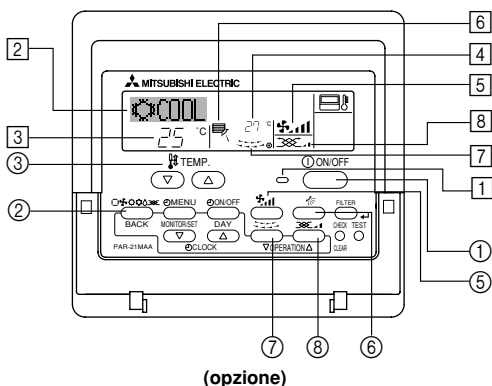 6
2
4
5
MITSUBISHI ELECTRIC
COOL
27 °C
3
25 °C
8
7
③
TEMP.
ON/OFF
1
②
MENU
ON/OFF
FILTER
BACK
MONITOR/SET
DAY
CHECK
TEST
PAR-21MAA
CLOCK
OPERATION
CLEAR
①
⑤
⑦
⑧
⑥
(opzione)